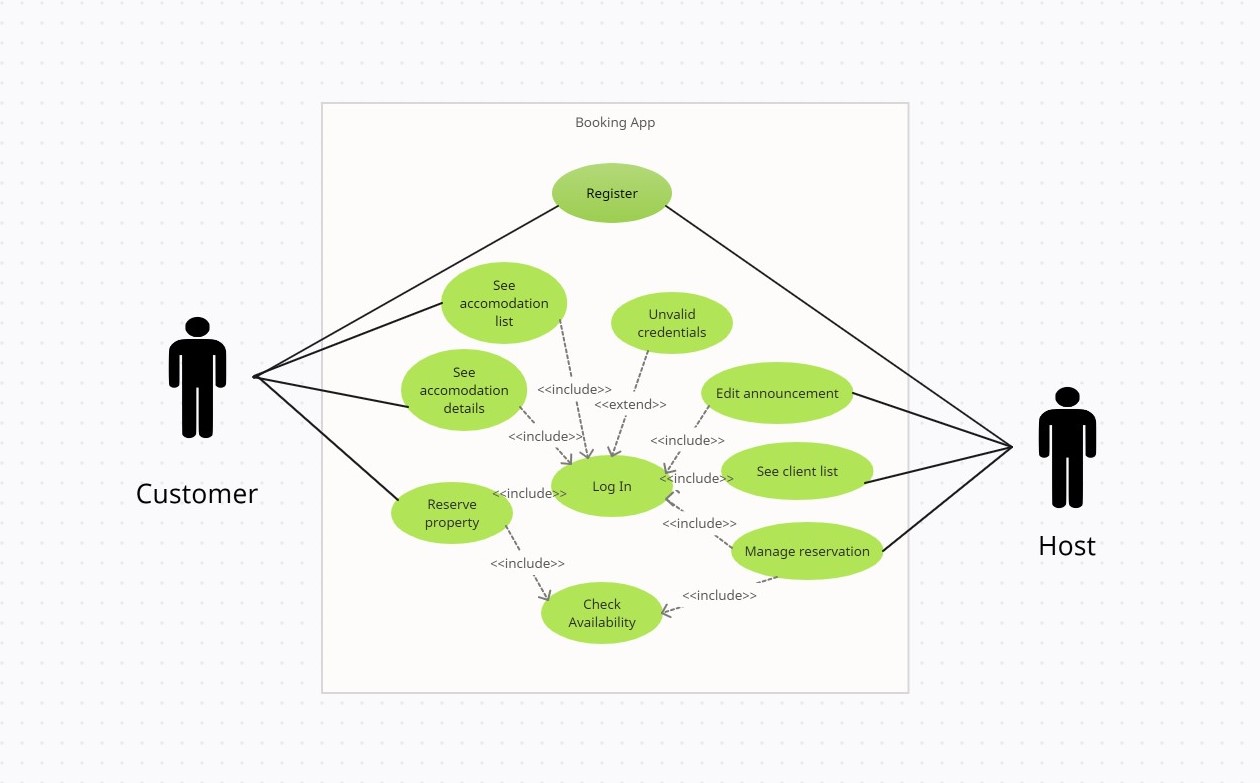 Booking App
Register
See
accomodation
list
Unvalid
credentials
See
accomodation
details
<<include>>
Edit announcement
<<extend>>
<<include>>
<<include>>
See client list
<<include>>
Log In
<<include>>
Customer
Reserve
property
<<include>>
Host
Manage reservation
<<include>>
<<include>>
Check
Availability